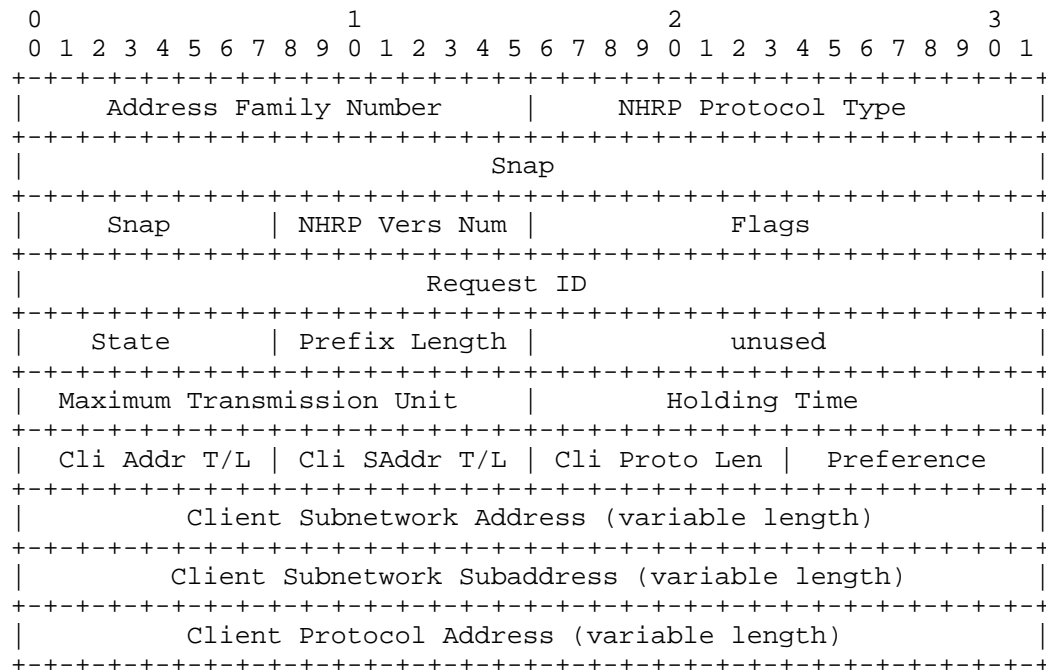 0                   1                   2                   3
 0 1 2 3 4 5 6 7 8 9 0 1 2 3 4 5 6 7 8 9 0 1 2 3 4 5 6 7 8 9 0 1
+-+-+-+-+-+-+-+-+-+-+-+-+-+-+-+-+-+-+-+-+-+-+-+-+-+-+-+-+-+-+-+-+
|     Address Family Number     |     NHRP Protocol Type        |
+-+-+-+-+-+-+-+-+-+-+-+-+-+-+-+-+-+-+-+-+-+-+-+-+-+-+-+-+-+-+-+-+
|                             Snap                              |
+-+-+-+-+-+-+-+-+-+-+-+-+-+-+-+-+-+-+-+-+-+-+-+-+-+-+-+-+-+-+-+-+
|     Snap      | NHRP Vers Num |            Flags              |
+-+-+-+-+-+-+-+-+-+-+-+-+-+-+-+-+-+-+-+-+-+-+-+-+-+-+-+-+-+-+-+-+
|                         Request ID                            |
+-+-+-+-+-+-+-+-+-+-+-+-+-+-+-+-+-+-+-+-+-+-+-+-+-+-+-+-+-+-+-+-+
|    State      | Prefix Length |            unused             |
+-+-+-+-+-+-+-+-+-+-+-+-+-+-+-+-+-+-+-+-+-+-+-+-+-+-+-+-+-+-+-+-+
|  Maximum Transmission Unit    |        Holding Time           |
+-+-+-+-+-+-+-+-+-+-+-+-+-+-+-+-+-+-+-+-+-+-+-+-+-+-+-+-+-+-+-+-+
|  Cli Addr T/L | Cli SAddr T/L | Cli Proto Len |  Preference   |
+-+-+-+-+-+-+-+-+-+-+-+-+-+-+-+-+-+-+-+-+-+-+-+-+-+-+-+-+-+-+-+-+
|          Client Subnetwork Address (variable length)          |
+-+-+-+-+-+-+-+-+-+-+-+-+-+-+-+-+-+-+-+-+-+-+-+-+-+-+-+-+-+-+-+-+
|         Client Subnetwork Subaddress (variable length)        |
+-+-+-+-+-+-+-+-+-+-+-+-+-+-+-+-+-+-+-+-+-+-+-+-+-+-+-+-+-+-+-+-+
|          Client Protocol Address (variable length)            |
+-+-+-+-+-+-+-+-+-+-+-+-+-+-+-+-+-+-+-+-+-+-+-+-+-+-+-+-+-+-+-+-+